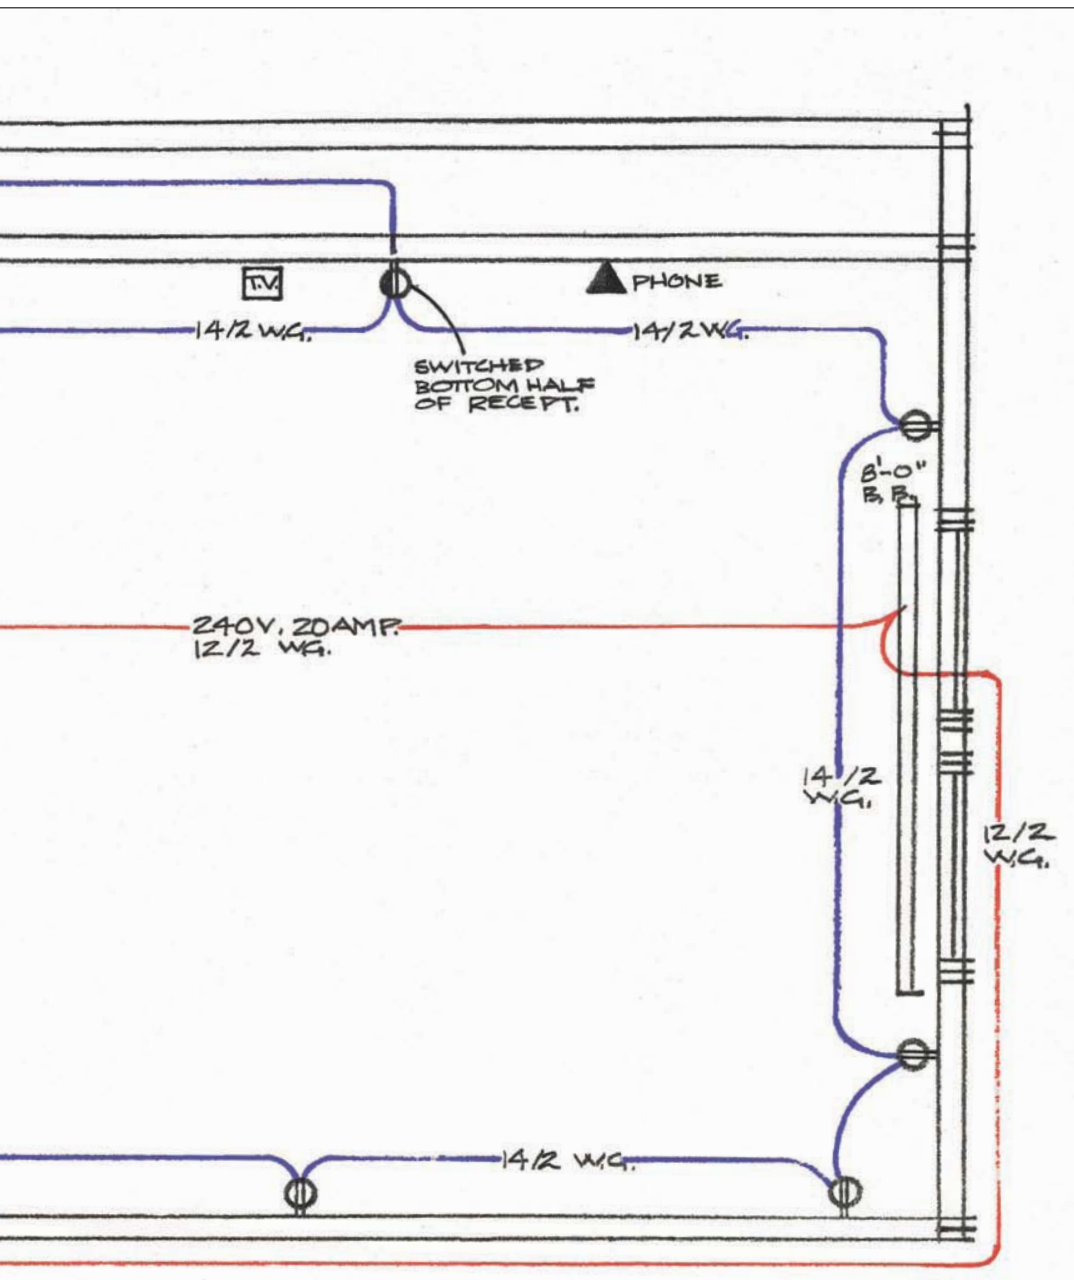 T.V.
PHONE
14/2 W.G.
14/2 W.G.
SWITCHED
BOTTOM HALF
OF RECEPT.
8'-0"
B.B.
240V, 20AMP.
12/2 WG.
14/2
W.G.
12/2
W.G.
14/2 W.G.